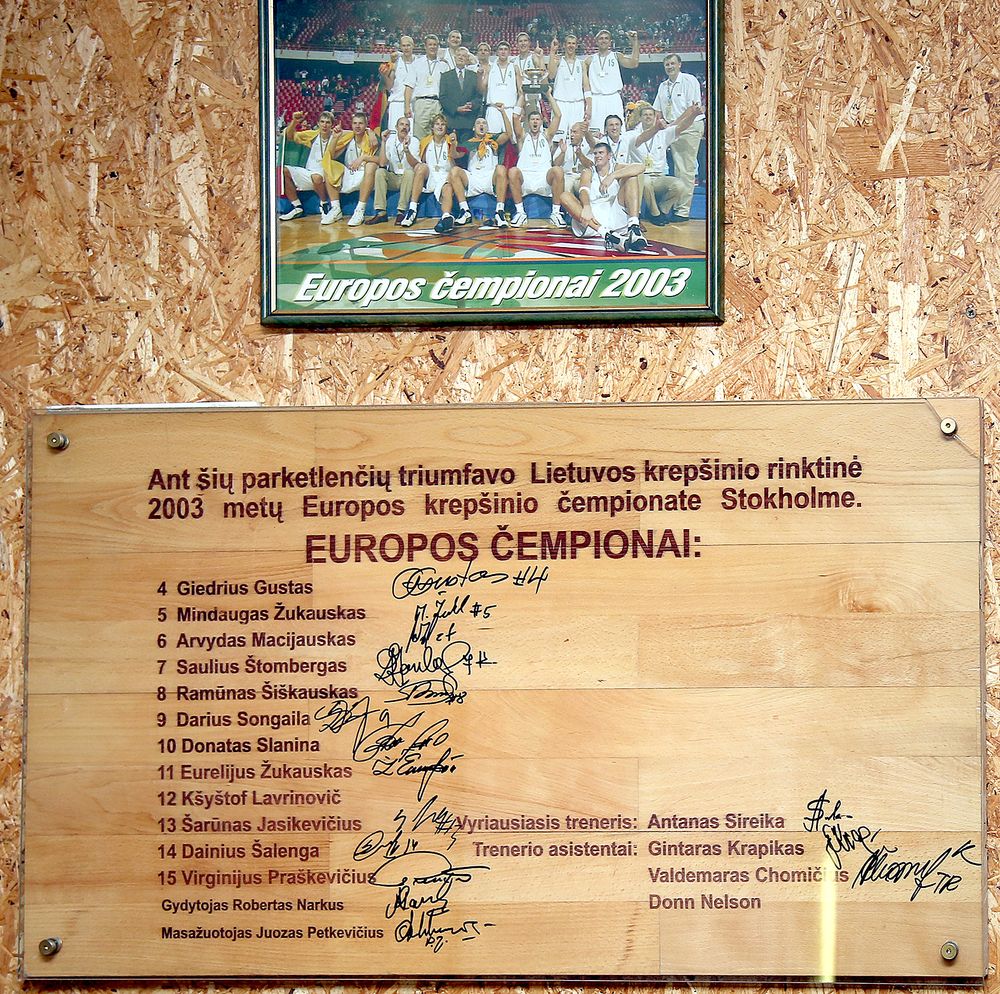 Europos čempionai 2003
Ant šių parketlenčių triumfavo Lietuvos krepšinio rinktinė
2003 metų Europos krepšinio čempionate Stokholme.
EUROPOS ČEMPIONAI:
4 Giedrius Gustas #4
5 Mindaugas Žukauskas #5
6 Arvydas Macijauskas
7 Saulius Štombergas
8 Ramūnas Šiškauskas
9 Darius Songaila 9
10 Donatas Slanina
11 Eurelijus Žukauskas
12 Kšyštof Lavrinovič
13 Šarūnas Jasikevičius
14 Dainius Šalenga
15 Virginijus Praškevičius
Gydytojas Robertas Narkus
Masažuotojas Juozas Petkevičius
Vyriausiasis treneris: Antanas Sireika
Trenerio asistentai: Gintaras Krapikas
Valdemaras Chomičius
Donn Nelson